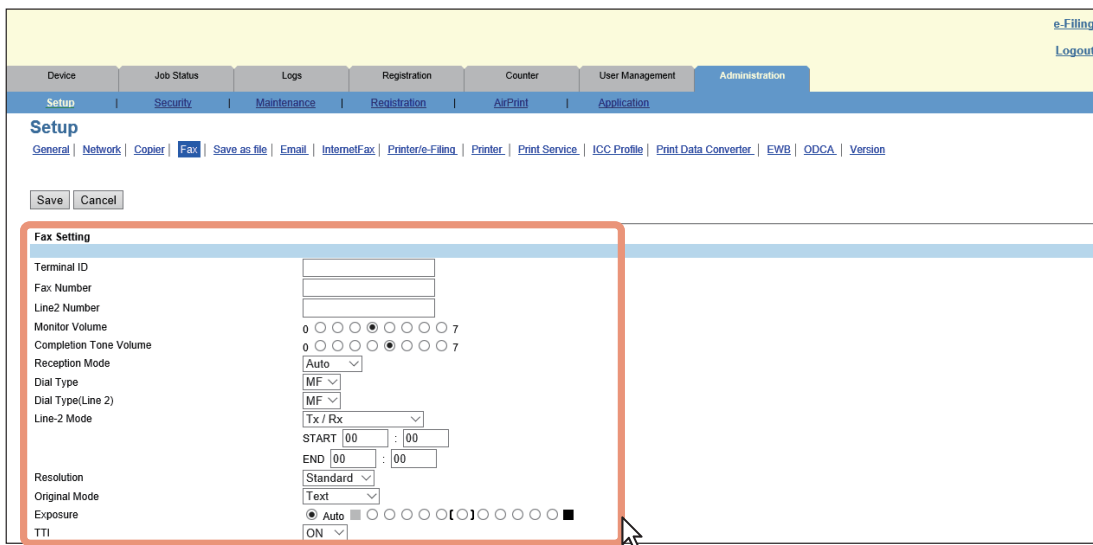 e-Filing
Logout
Device Job Status Logs Registration Counter User Management Administration
Setup | Security | Maintenance | Registration | AirPrint | Application
Setup
General | Network | Copier | Fax | Save as file | Email | InternetFax | Printer/e-Filing | Printer | Print Service | ICC Profile | Print Data Converter | EWB | ODCA | Version
Save Cancel
Fax Setting
Terminal ID
Fax Number
Line2 Number
Monitor Volume 0 7
Completion Tone Volume 0 7
Reception Mode Auto
Dial Type MF
Dial Type(Line 2) MF
Line-2 Mode Tx / Rx
START 00 : 00
END 00 : 00
Resolution Standard
Original Mode Text
Exposure Auto [ ]
TTI ON